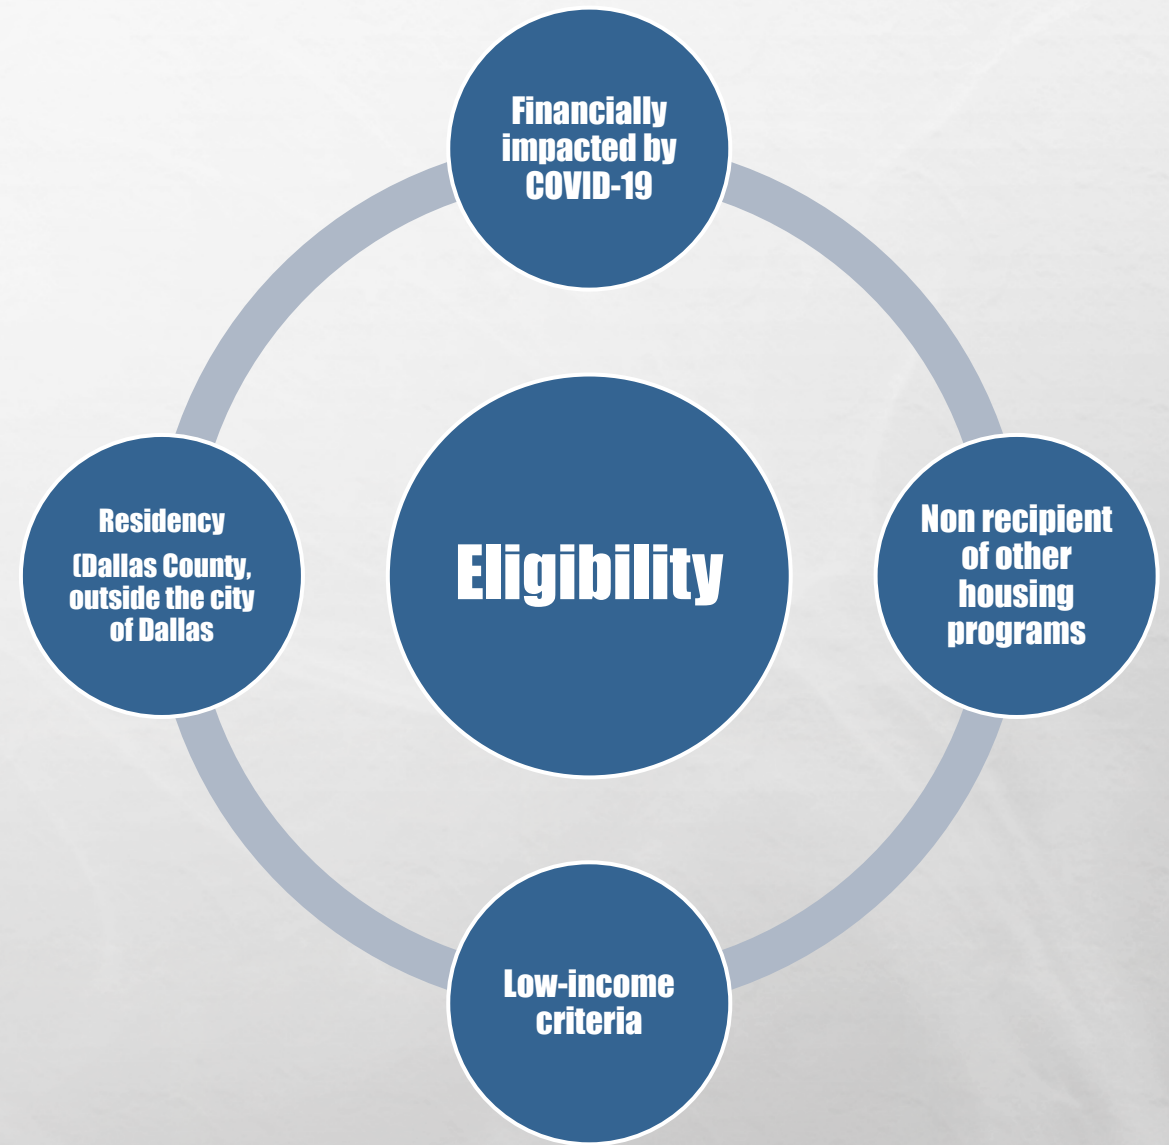 Financially
impacted by
COVID-19
Residency
(Dallas County,
outside the city
of Dallas
Eligibility
Non recipient
of other
housing
programs
Low-income
criteria